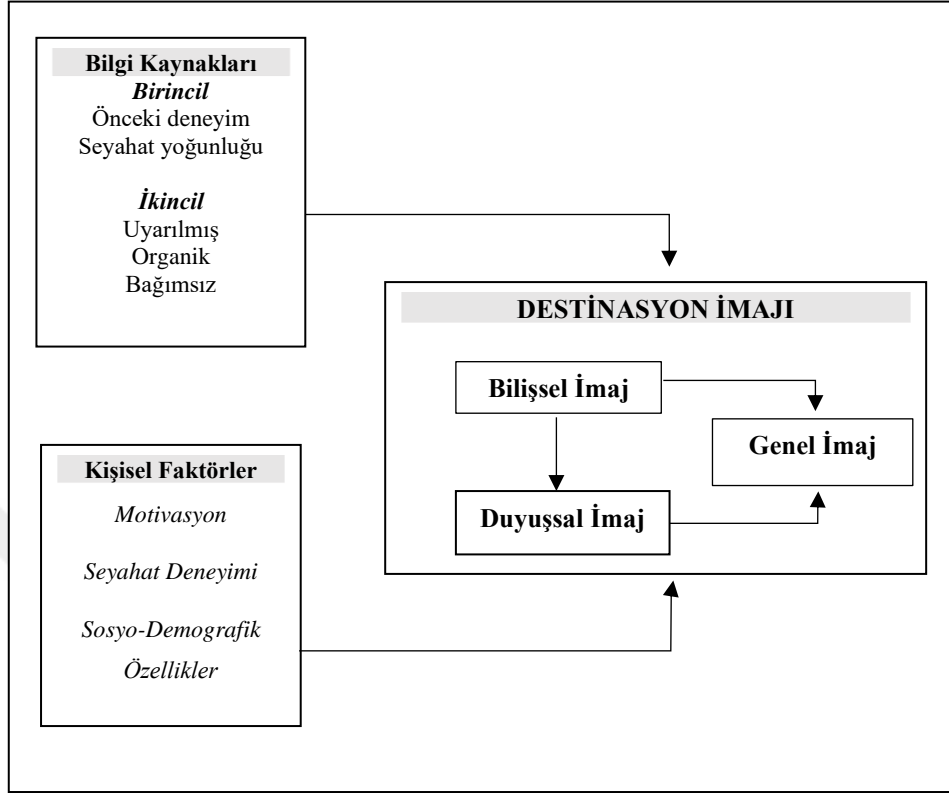 Bilgi Kaynakları
Birincil
Önceki deneyim
Seyahat yoğunluğu
İkincil
Uyarılmış
Organik
Bağımsız
DESTİNASYON İMAJI
Bilişsel İmaj
Genel İmaj
Duyuşsal İmaj
Kişisel Faktörler
Motivasyon
Seyahat Deneyimi
Sosyo-Demografik
Özellikler